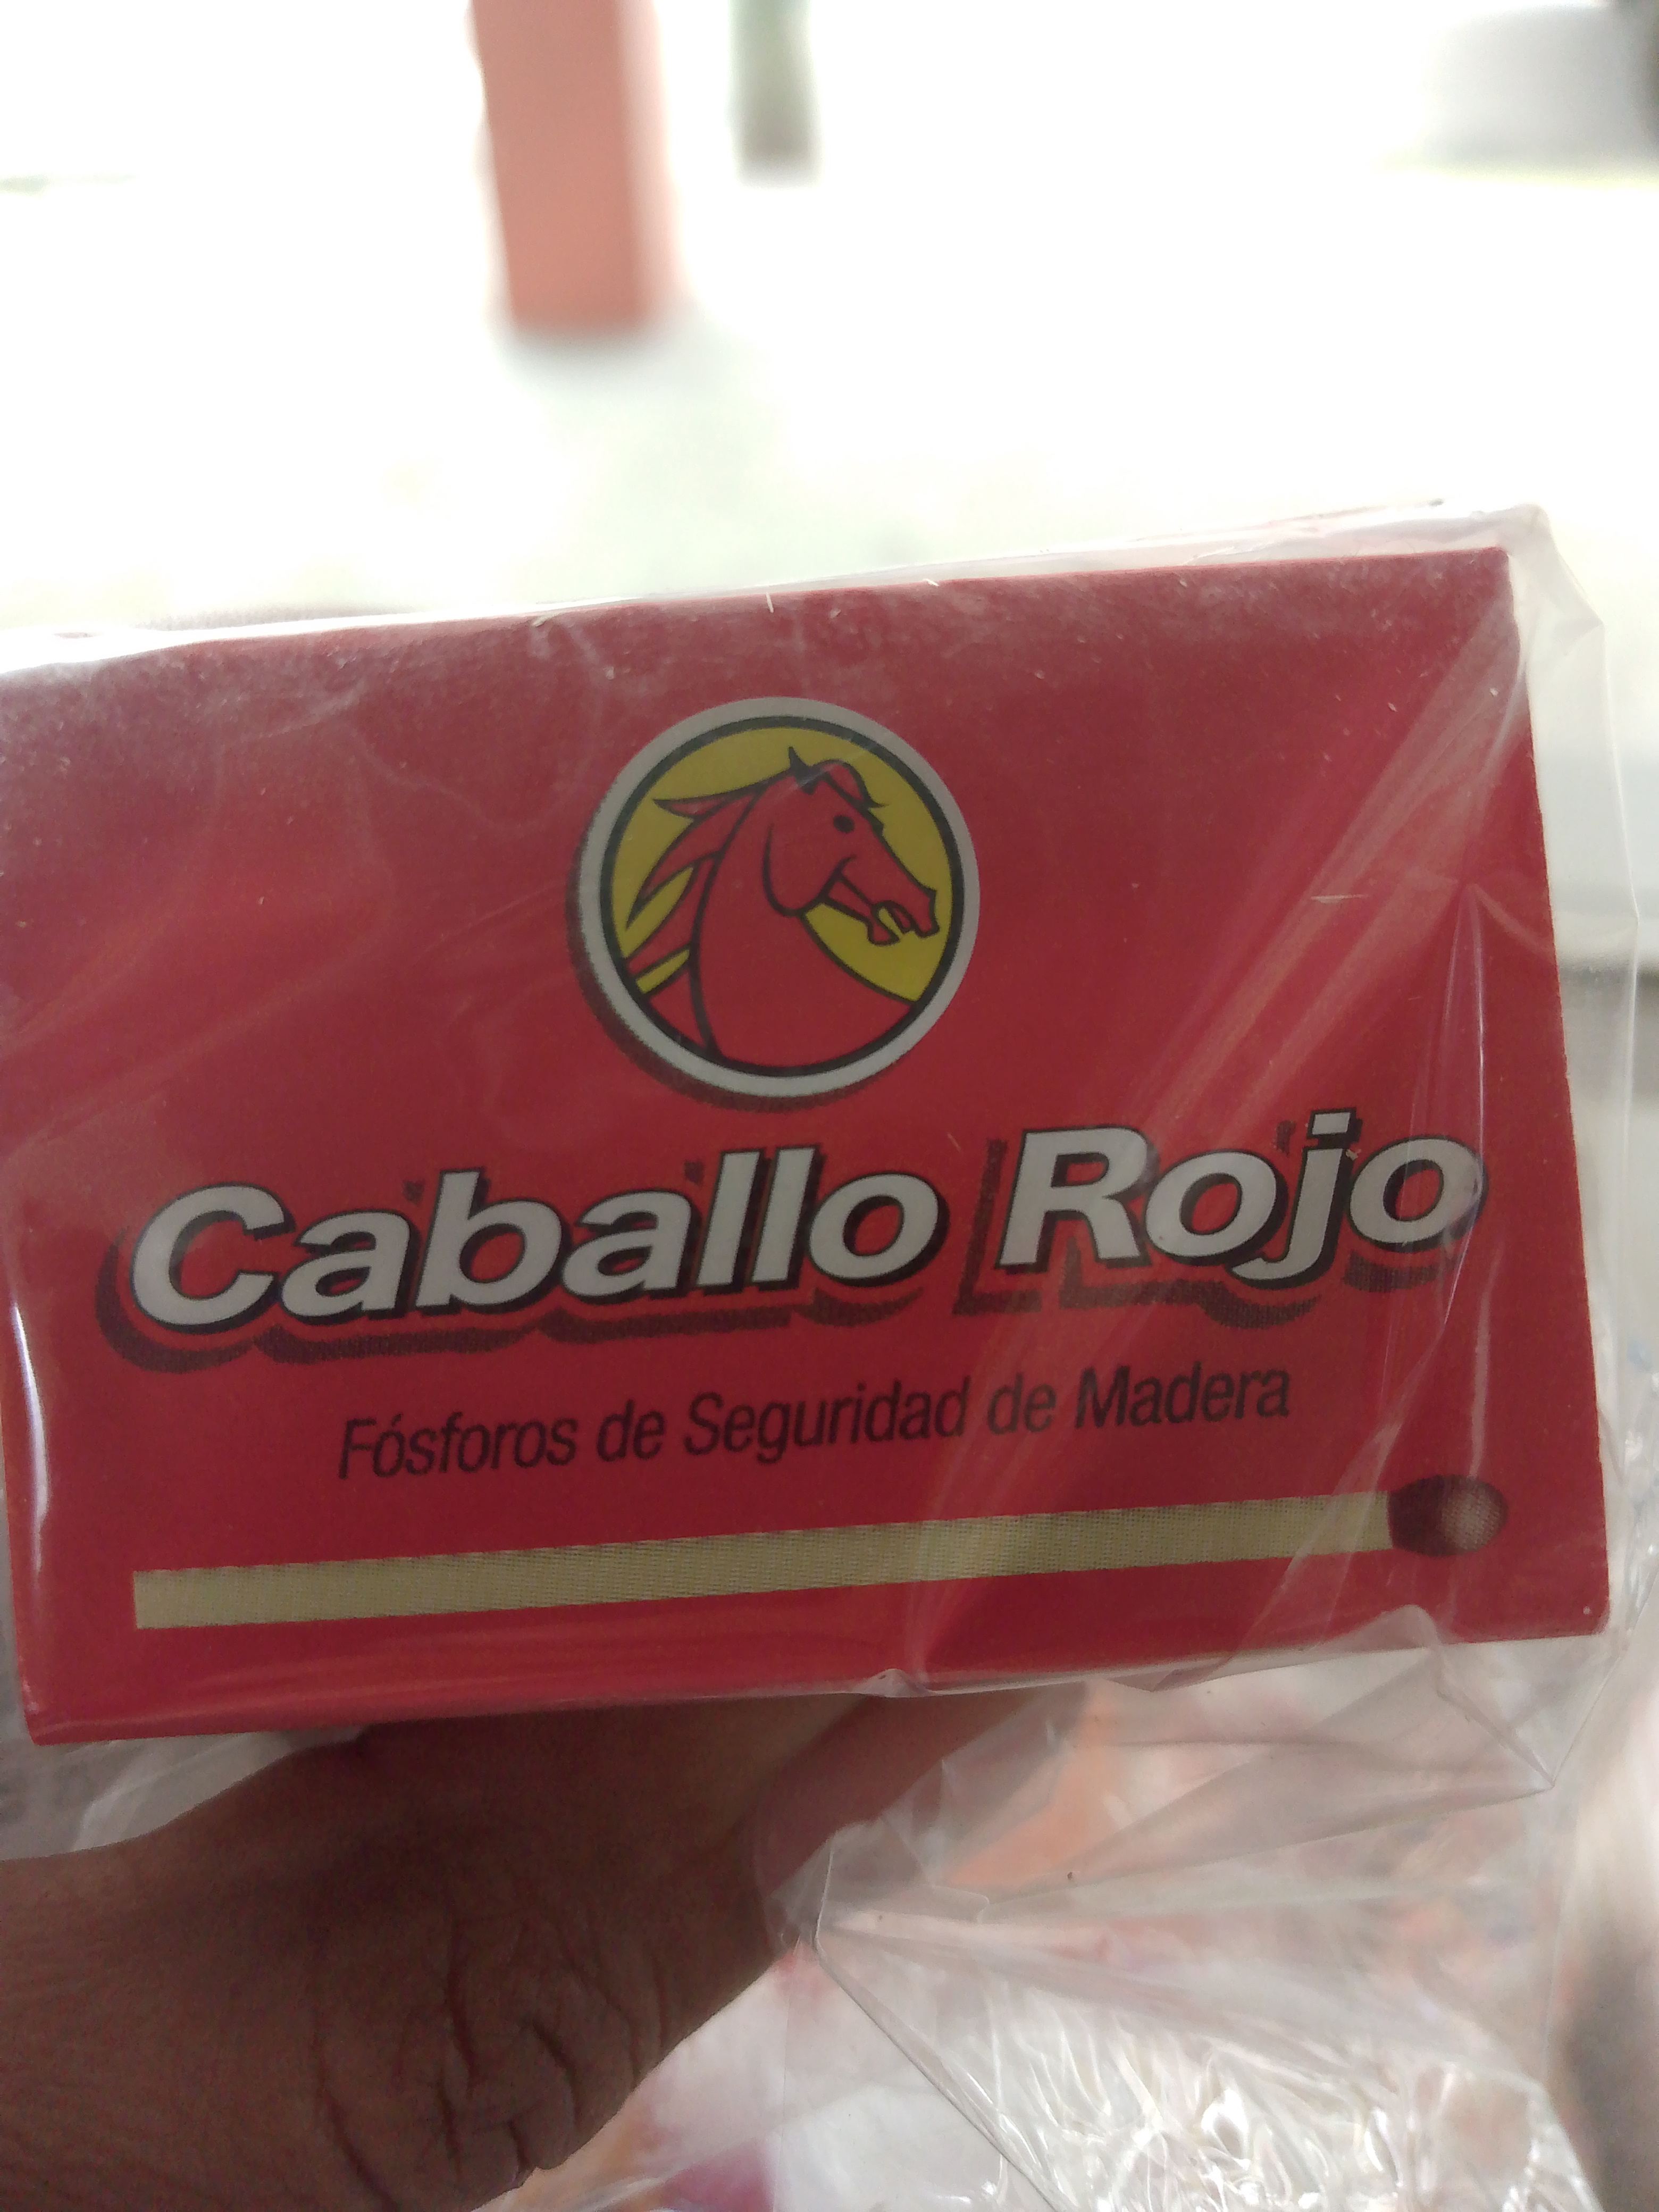 Caballo Rojo
Fósforos de Seguridad de Madera